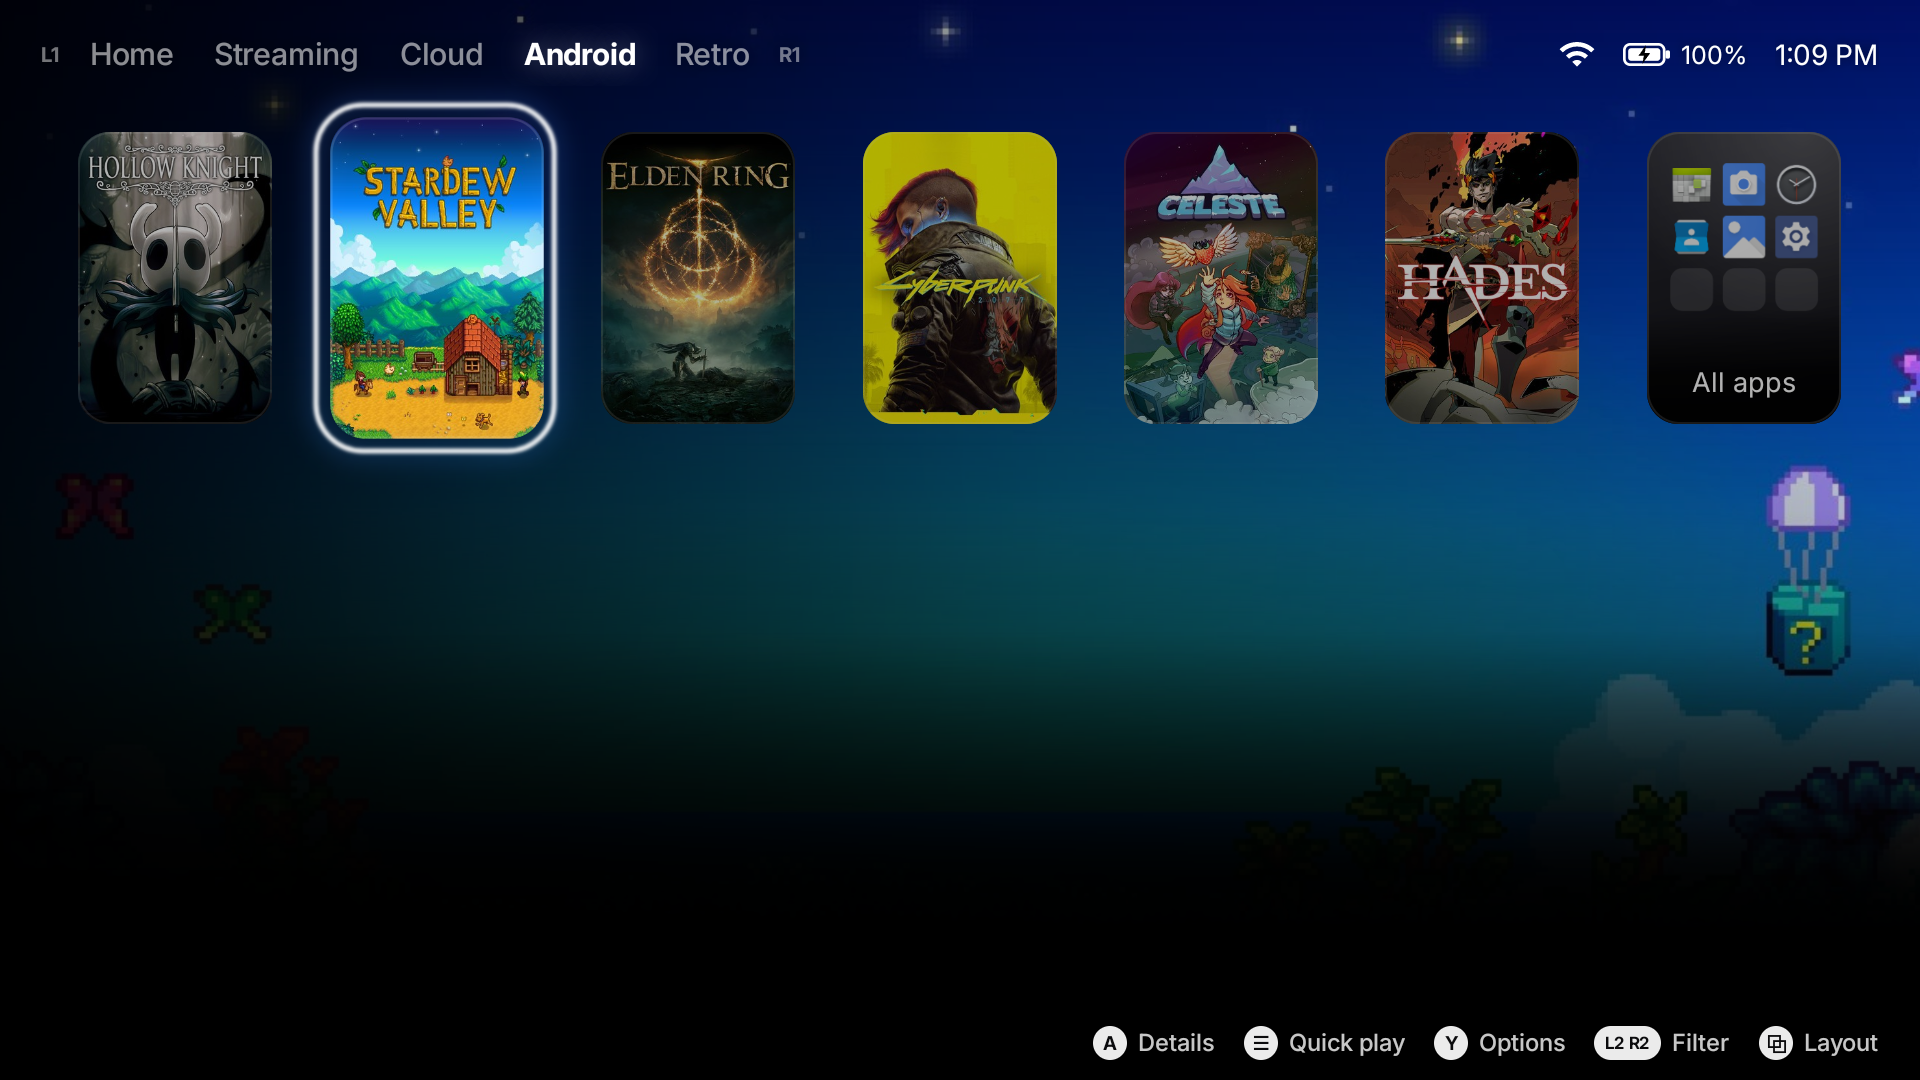 L1 Home Streaming Cloud Android Retro R1 100% 1:09 PM
HOLLOW KNIGHT
STARDEW
VALLEY
ELDEN RING
CYBERPUNK
2077
CELESTE
HADES
All apps
?
A Details Quick play Y Options L2 R2 Filter Layout